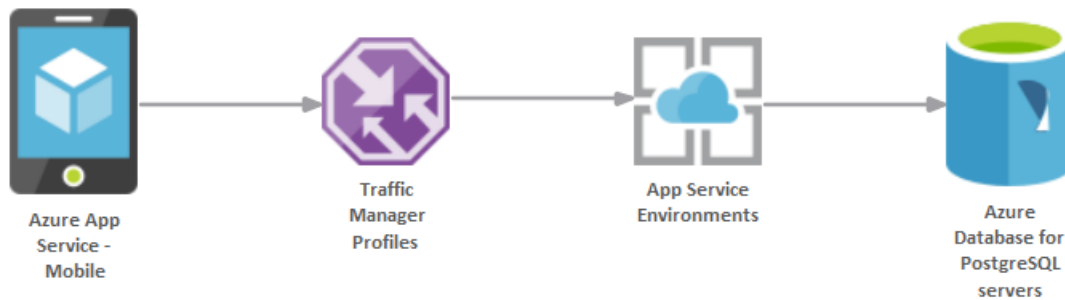 Azure App
Service -
Mobile
Traffic
Manager
Profiles
App Service
Environments
Azure
Database for
PostgreSQL
servers